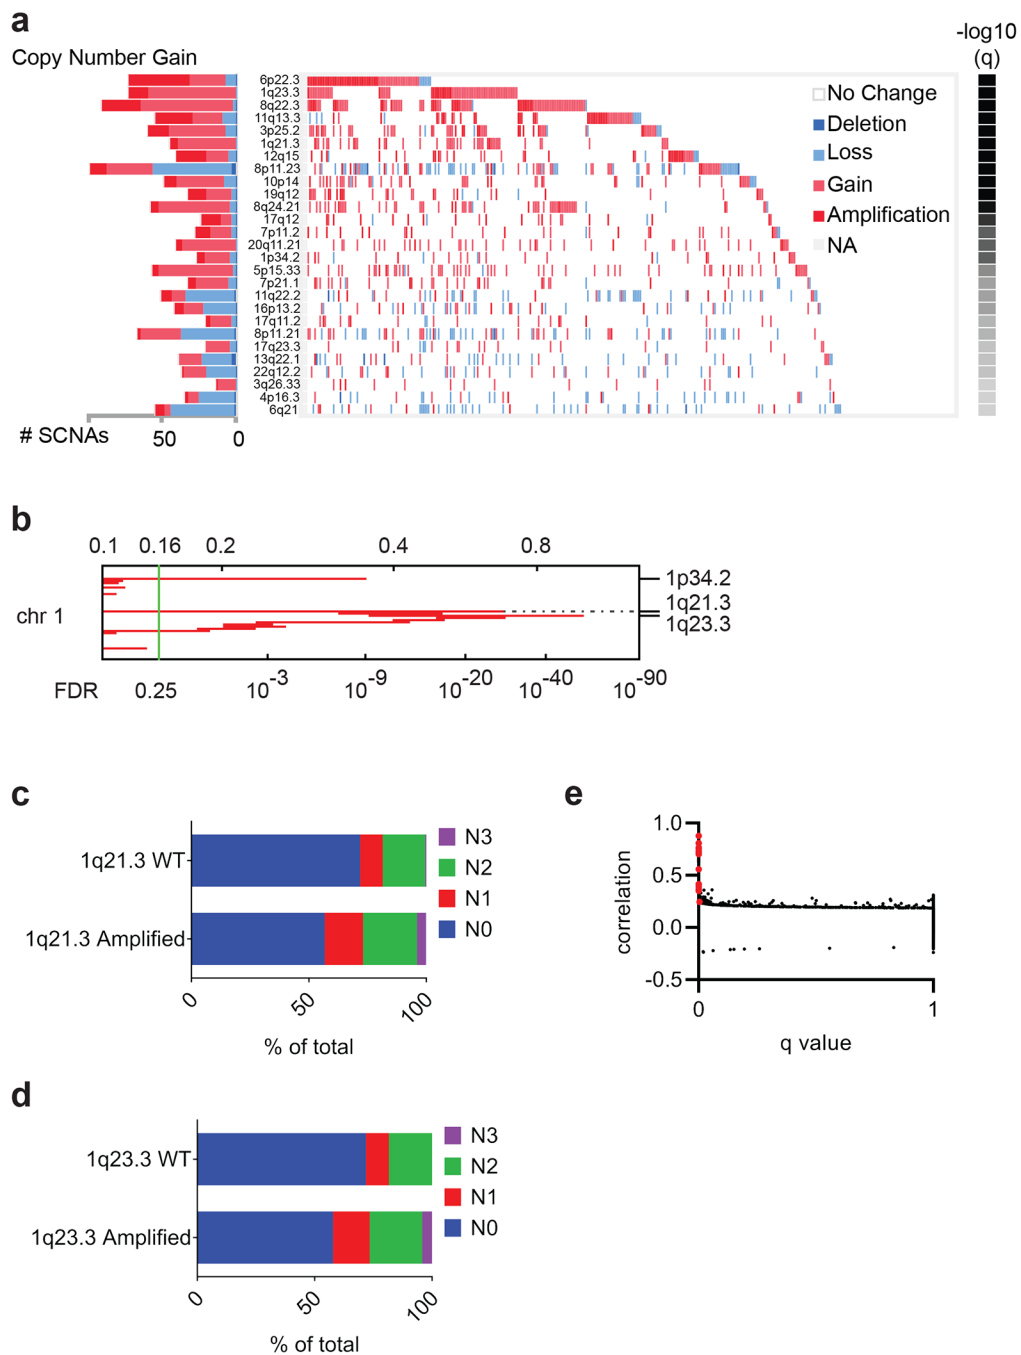 a
Copy Number Gain
-log10
(q)
6p22.3
1q23.3
8q22.3
11q13.3
3p25.2
1q21.3
12q15
8p11.23
10p14
19q12
8q24.21
17q12
7p11.2
20q11.21
1p34.2
5p15.33
7p21.1
11q22.2
16p13.2
17q11.2
8p11.21
17q23.3
13q22.1
22q12.2
3q26.33
4p16.3
6q21
No Change
Deletion
Loss
Gain
Amplification
NA
# SCNAs 50 0
b
0.1 0.16 0.2 0.4 0.8
chr 1
1p34.2
1q21.3
1q23.3
FDR 0.25 10-3 10-9 10-20 10-40 10-90
c
1q21.3 WT
1q21.3 Amplified
N3
N2
N1
N0
0 50 100
% of total
e
1.0
0.5
0.0
-0.5
correlation
0 1
q value
d
1q23.3 WT
1q23.3 Amplified
N3
N2
N1
N0
0 50 100
% of total